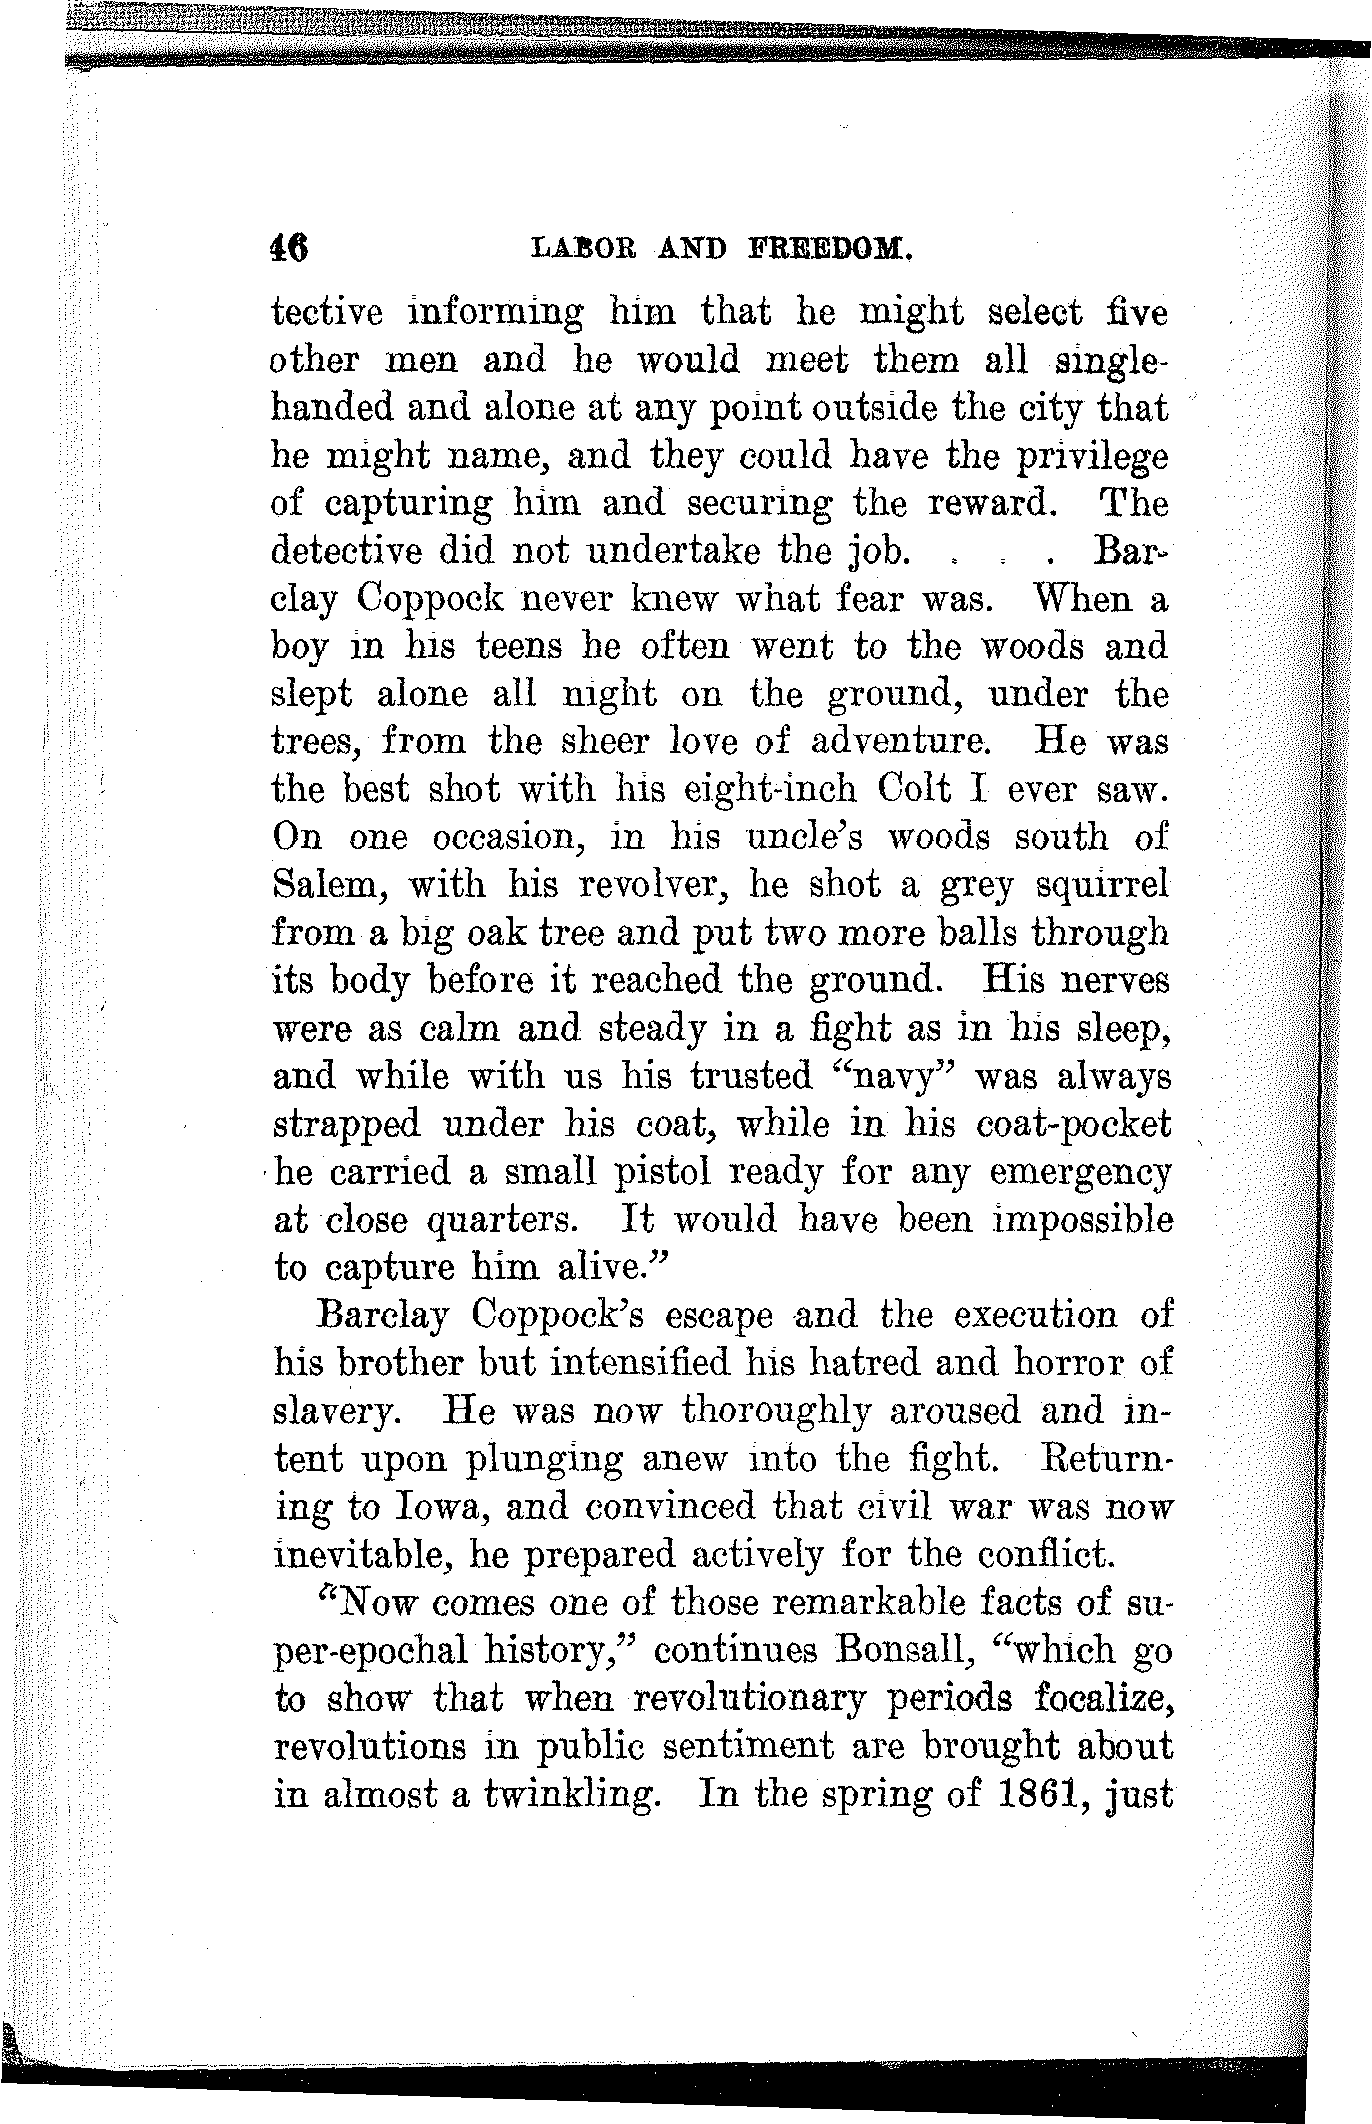 46 LABOR AND FREEDOM.
tective informing him that he might select five
other men and he would meet them all single-
handed and alone at any point outside the city that
he might name, and they could have the privilege
of capturing him and securing the reward. The
detective did not undertake the job. . . . Bar-
clay Coppock never knew what fear was. When a
boy in his teens he often went to the woods and
slept alone all night on the ground, under the
trees, from the sheer love of adventure. He was
the best shot with his eight-inch Colt I ever saw.
On one occasion, in his uncle's woods south of
Salem, with his revolver, he shot a grey squirrel
from a big oak tree and put two more balls through
its body before it reached the ground. His nerves
were as calm and steady in a fight as in his sleep,
and while with us his trusted "navy" was always
strapped under his coat, while in his coat-pocket
he carried a small pistol ready for any emergency
at close quarters. It would have been impossible
to capture him alive."
Barclay Coppock's escape and the execution of
his brother but intensified his hatred and horror of
slavery. He was now thoroughly aroused and in-
tent upon plunging anew into the fight. Return-
ing to Iowa, and convinced that civil war was now
inevitable, he prepared actively for the conflict.
"Now comes one of those remarkable facts of su-
per-epochal history," continues Bonsall, "which go
to show that when revolutionary periods focalize,
revolutions in public sentiment are brought about
in almost a twinkling. In the spring of 1861, just